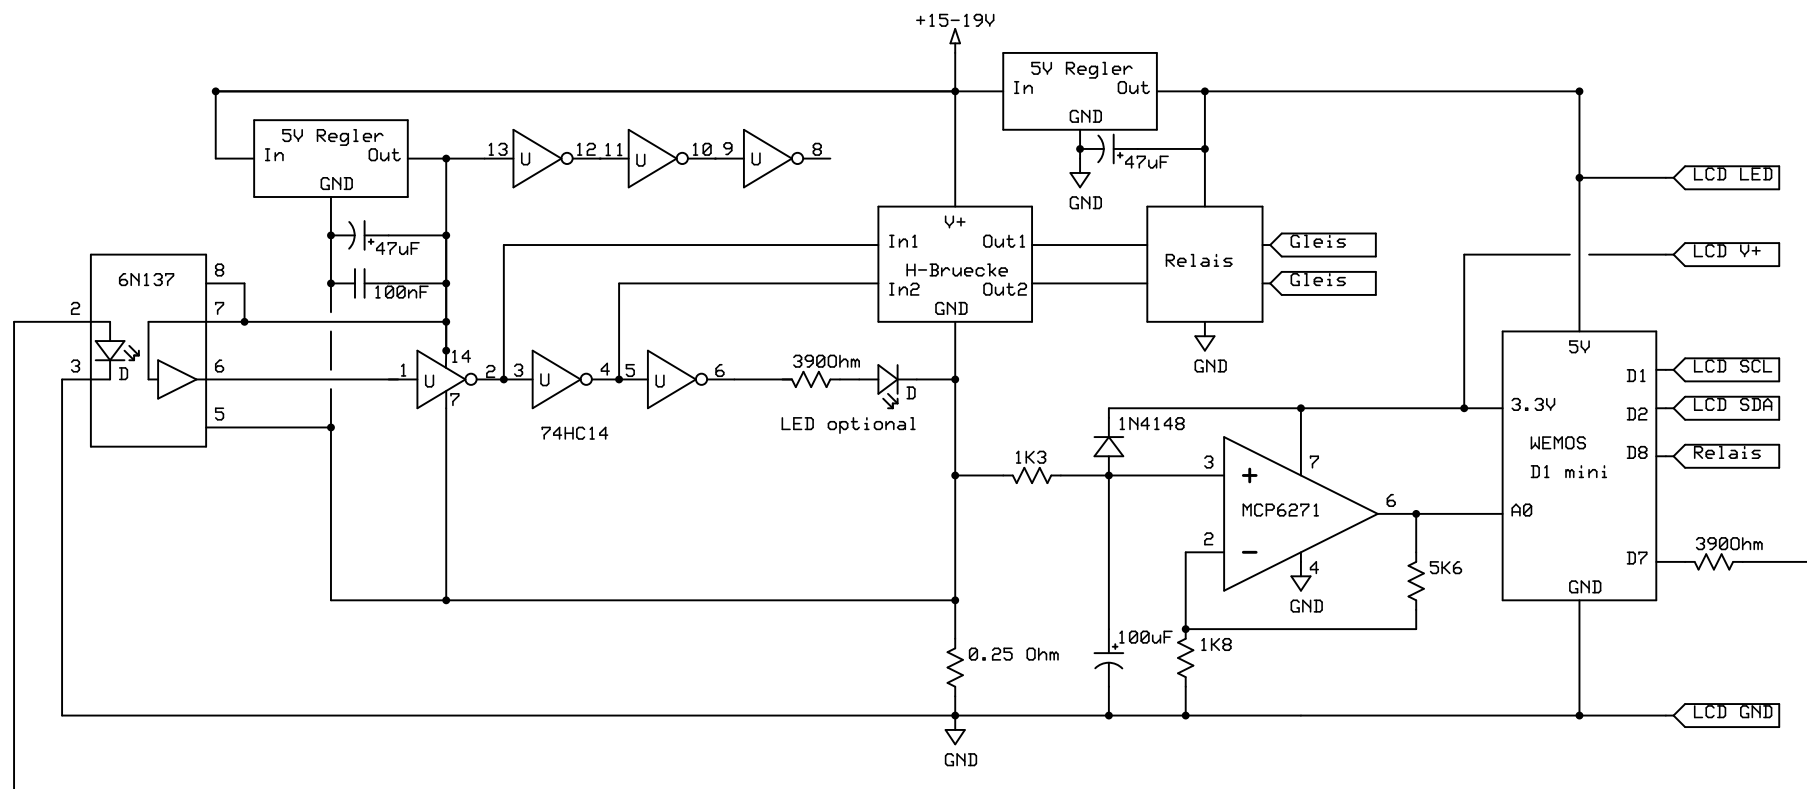 +15-19V
5V Regler
In Out
GND
+47uF
GND
5V Regler
In Out
GND
13 U 12 11 U 10 9 U 8
LCD LED
+47uF
100nF
V+
In1 Out1
H-Bruecke
In2 Out2
GND
Relais
GND
Gleis
Gleis
LCD V+
6N137
8
7
2
3
D
6
5
1 U 14 2
7
3 U 4
5 U 6
74HC14
390Ohm
D
LED optional
5V
D1
LCD SCL
3.3V
D2
LCD SDA
WEMOS
D1 mini
D8
Relais
A0
D7
390Ohm
GND
1N4148
1K3
3
+
7
MCP6271
6
2
-
4
GND
5K6
0.25 Ohm
+100uF
1K8
LCD GND
GND